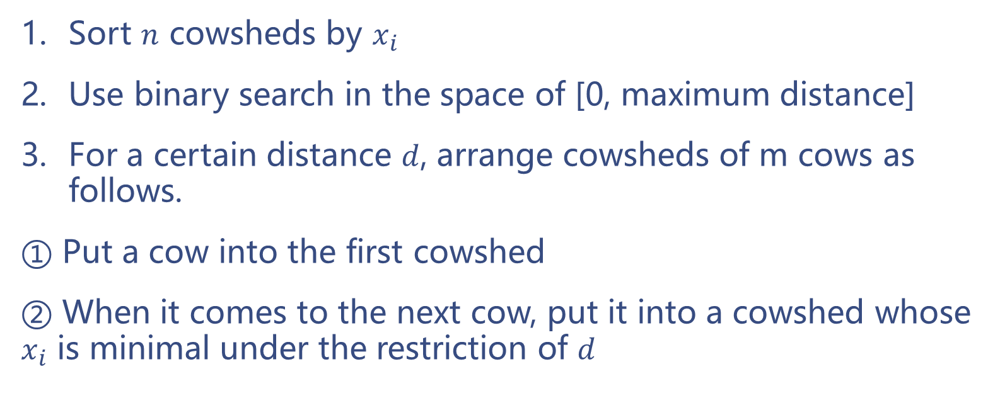 1. Sort n cowsheds by xᵢ
2. Use binary search in the space of [0, maximum distance]
3. For a certain distance d, arrange cowsheds of m cows as
follows.
① Put a cow into the first cowshed
② When it comes to the next cow, put it into a cowshed whose
xᵢ is minimal under the restriction of d